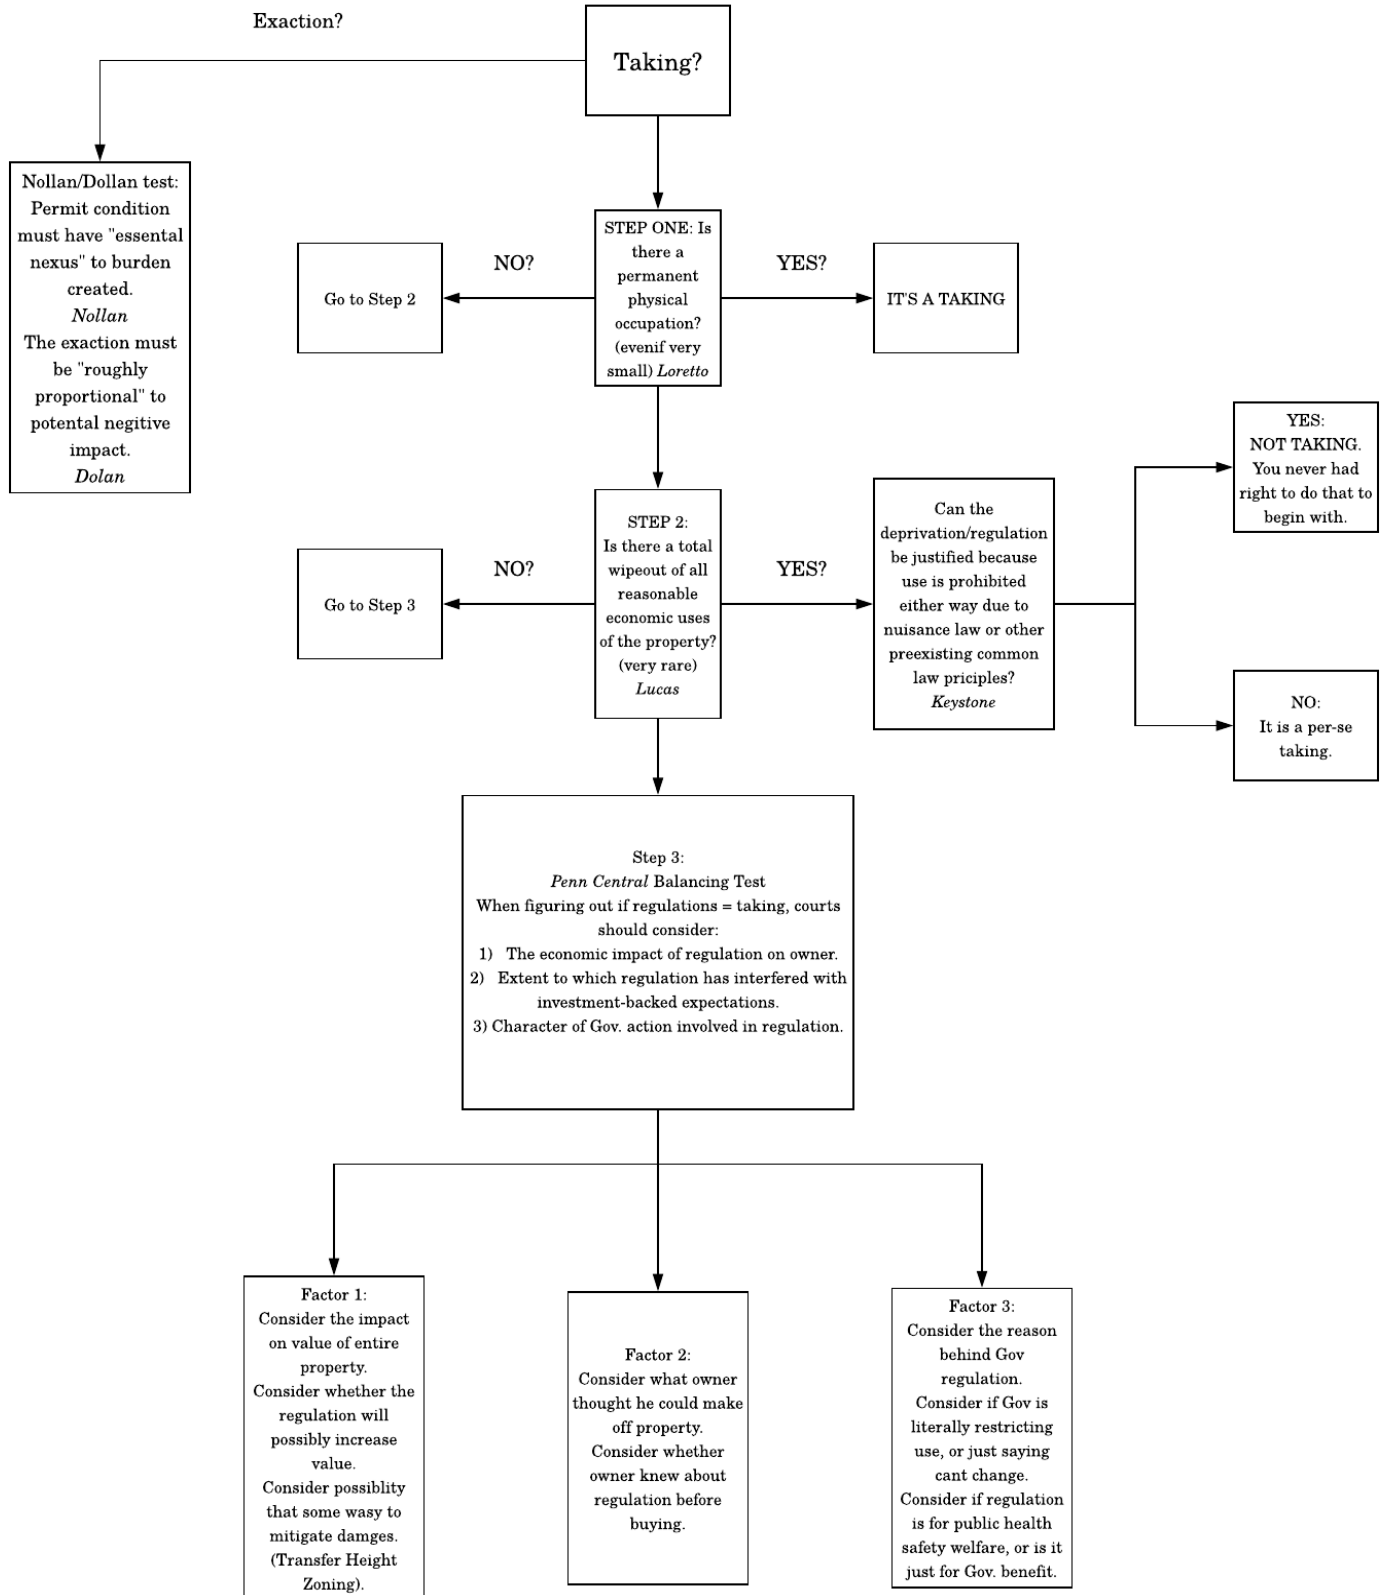 Exaction?
Taking?
Nollan/Dollan test:
Permit condition
must have "essental
nexus" to burden
created.
Nollan
The exaction must
be "roughly
proportional" to
potental negitive
impact.
Dolan
STEP ONE: Is
there a
permanent
physical
occupation?
(evenif very
small) Loretto
NO?
Go to Step 2
YES?
IT'S A TAKING
STEP 2:
Is there a total
wipeout of all
reasonable
economic uses
of the property?
(very rare)
Lucas
NO?
Go to Step 3
YES?
Can the
deprivation/regulation
be justified because
use is prohibited
either way due to
nuisance law or other
preexisting common
law priciples?
Keystone
YES:
NOT TAKING.
You never had
right to do that to
begin with.
NO:
It is a per-se
taking.
Step 3:
Penn Central Balancing Test
When figuring out if regulations = taking, courts
should consider:
1) The economic impact of regulation on owner.
2) Extent to which regulation has interfered with
investment-backed expectations.
3) Character of Gov. action involved in regulation.
Factor 1:
Consider the impact
on value of entire
property.
Consider whether the
regulation will
possibly increase
value.
Consider possiblity
that some wasy to
mitigate damges.
(Transfer Height
Zoning).
Factor 2:
Consider what owner
thought he could make
off property.
Consider whether
owner knew about
regulation before
buying.
Factor 3:
Consider the reason
behind Gov
regulation.
Consider if Gov is
literally restricting
use, or just saying
cant change.
Consider if regulation
is for public health
safety welfare, or is it
just for Gov. benefit.